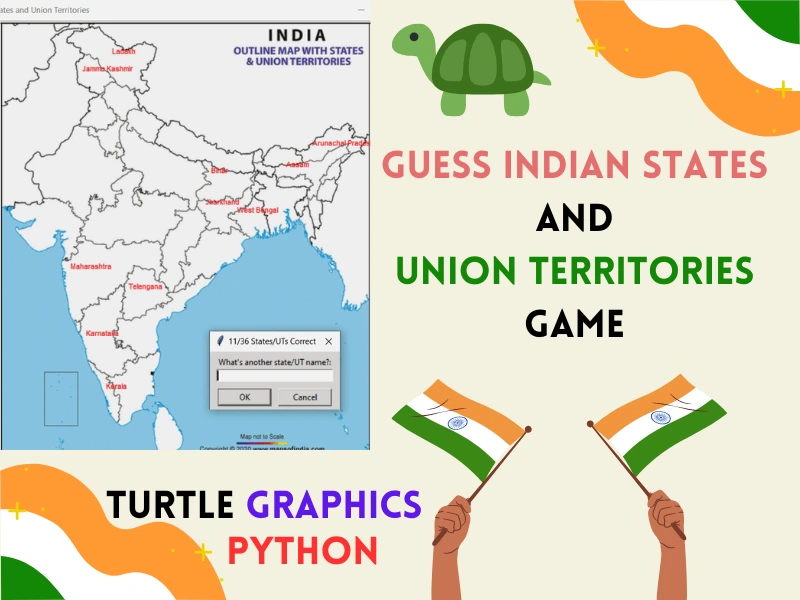 ates and Union Territories
INDIA
OUTLINE MAP WITH STATES
& UNION TERRITORIES
Ladakh
Jammu Kashmir
Arunachal Prades
Assam
Bihar
Jharkhand
West Bengal
Maharashtra
Telengana
Karnataka
Kerala
11/36 States/UTs Correct
What's another state/UT name?:
OK Cancel
Map not to Scale
Copyright © 2020 www.mapsofindia.com
GUESS INDIAN STATES
AND
UNION TERRITORIES
GAME
TURTLE GRAPHICS
PYTHON